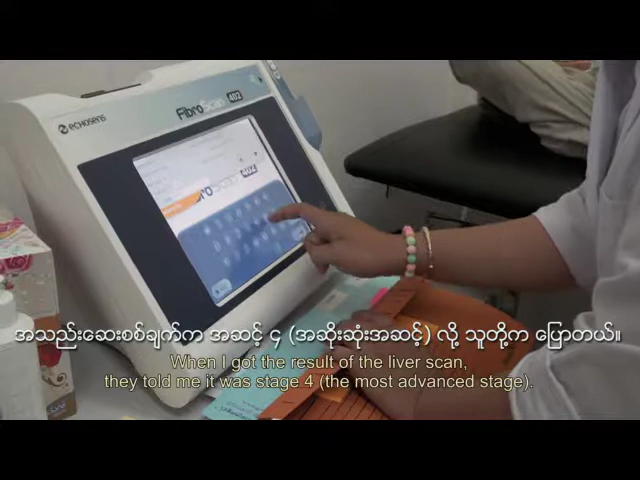 echosens
FibroScan 402
အသည်းဆေးစစ်ချက်က အဆင့် ၄ (အဆိုးဆုံးအဆင့်) လို့ သူတို့က ပြောတယ်။
When I got the result of the liver scan,
they told me it was stage 4 (the most advanced stage).